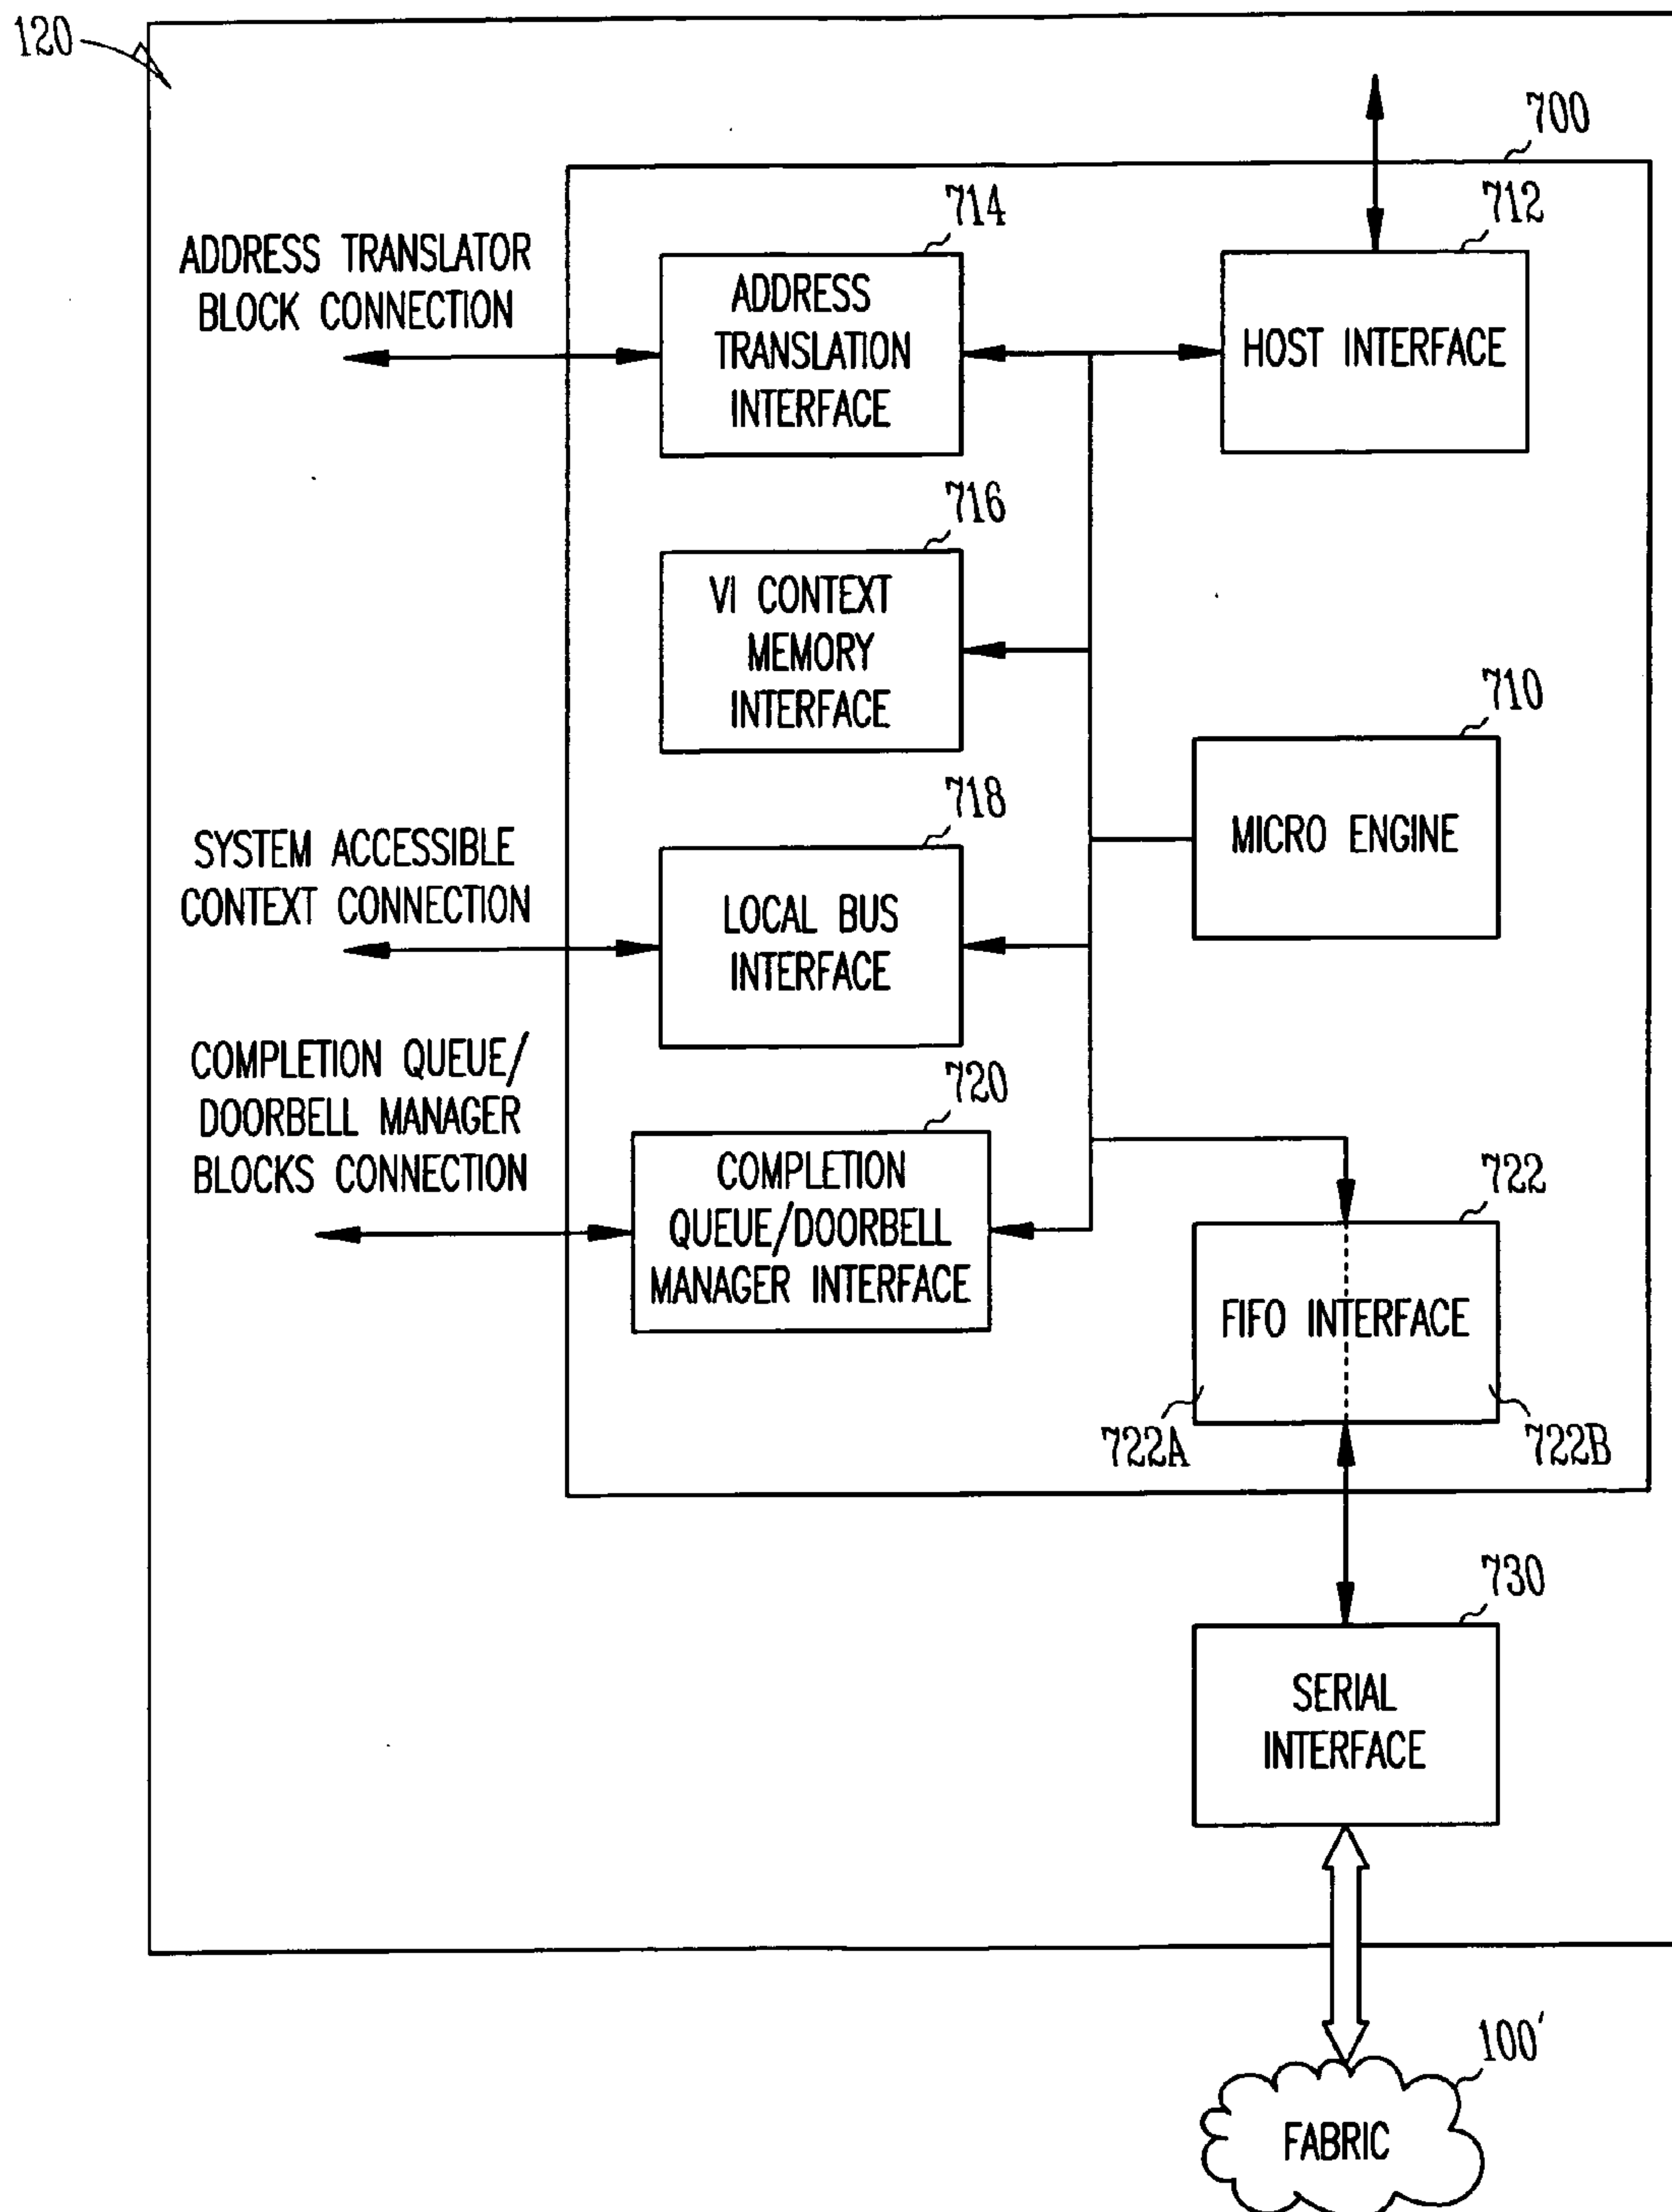 120
700
714
712
ADDRESS TRANSLATOR
BLOCK CONNECTION
ADDRESS
TRANSLATION
INTERFACE
HOST INTERFACE
716
VI CONTEXT
MEMORY
INTERFACE
710
MICRO ENGINE
718
SYSTEM ACCESSIBLE
CONTEXT CONNECTION
LOCAL BUS
INTERFACE
COMPLETION QUEUE/
DOORBELL MANAGER
BLOCKS CONNECTION
720
COMPLETION
QUEUE/DOORBELL
MANAGER INTERFACE
722
FIFO INTERFACE
722A
722B
730
SERIAL
INTERFACE
100'
FABRIC